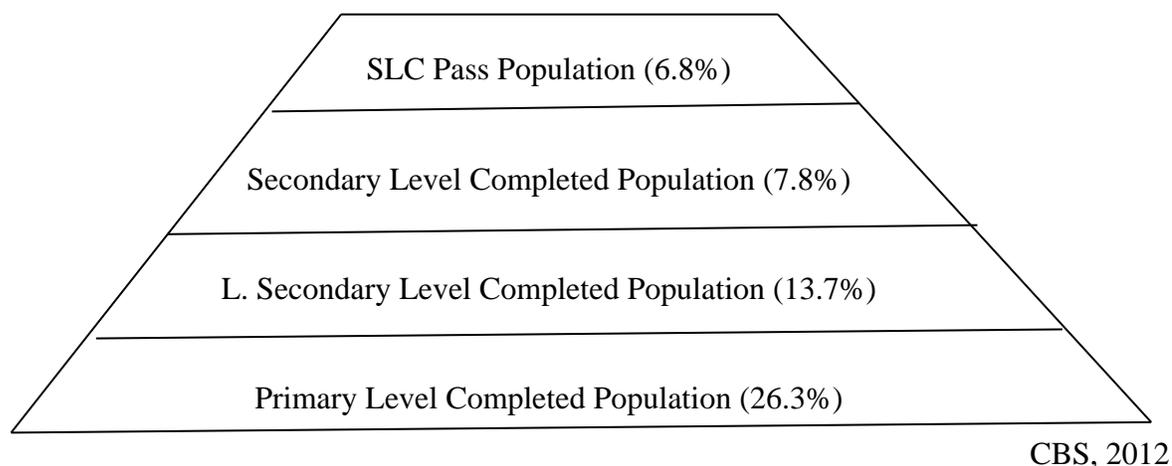 SLC Pass Population (6.8%)
Secondary Level Completed Population (7.8%)
L. Secondary Level Completed Population (13.7%)
Primary Level Completed Population (26.3%)
CBS, 2012